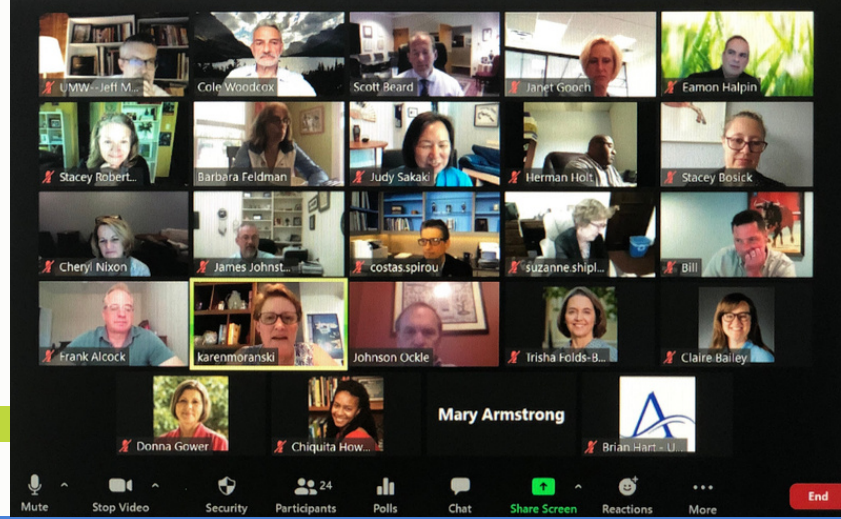 UMW--Jeff M...
Cole Woodcox
Scott Beard
Janet Gooch
Eamon Halpin
Stacey Robert...
Barbara Feldman
Judy Sakaki
Herman Holt
Stacey Bosick
Cheryl Nixon
James Johnst...
costas.spirou
suzanne.shipl...
Bill
Frank Alcock
karenmoranski
Johnson Ockle
Trisha Folds-B...
Claire Bailey
Donna Gower
Chiquita How...
Mary Armstrong
Brian Hart - U...
24
Mute
Stop Video
Security
Participants
Polls
Chat
Share Screen
Reactions
More
End